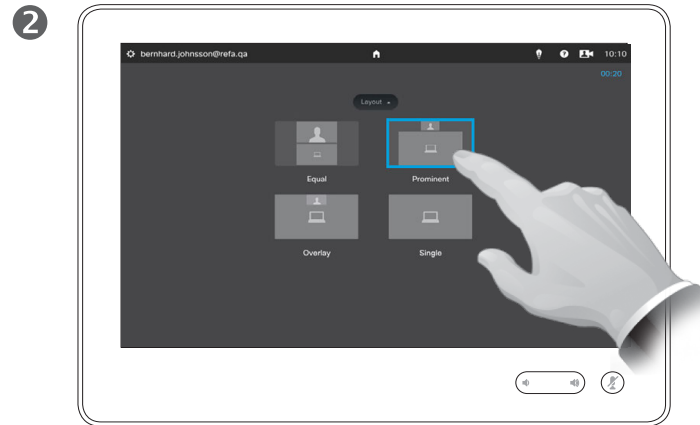 2
bernhard.johnsson@refa.qa
? 10:10
00:20
Layout
Equal Prominent
Overlay Single